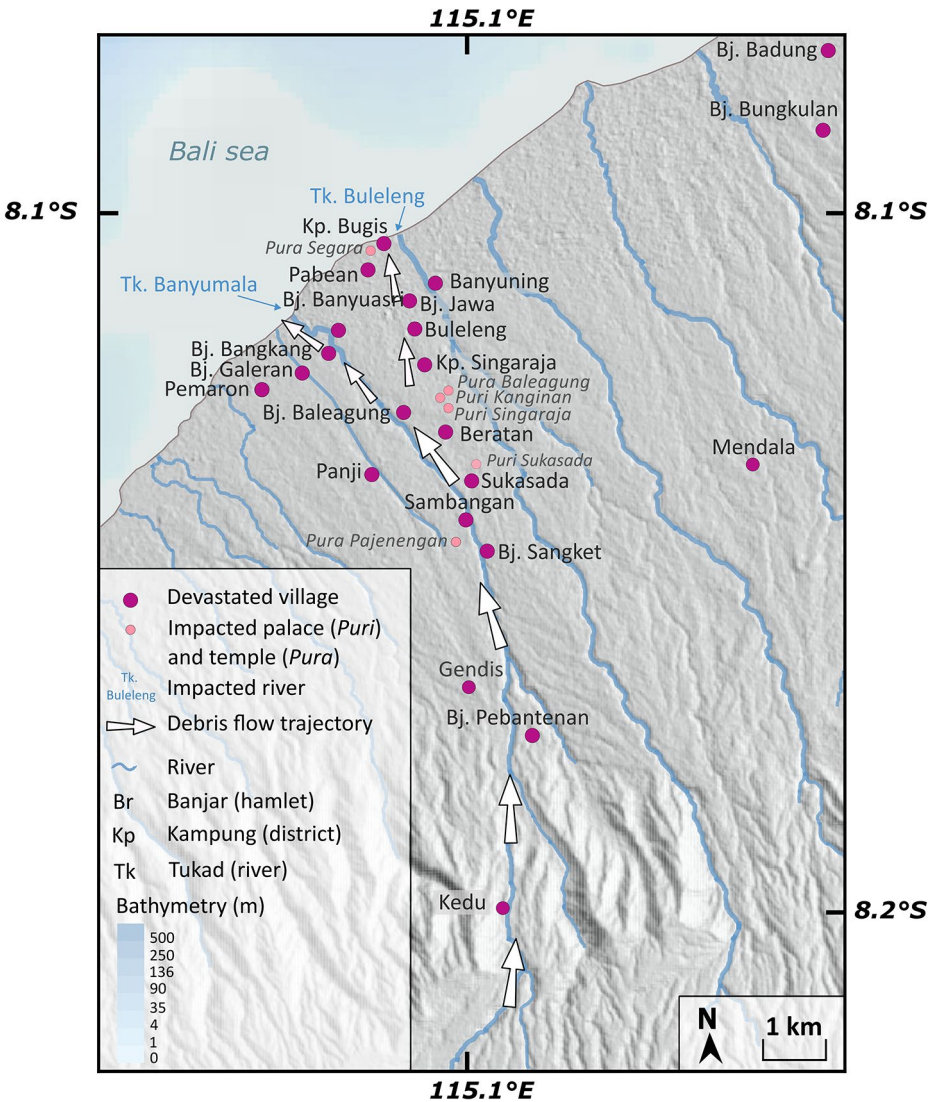 115.1°E
Bj. Badung
Bj. Bungkulan
Bali sea
8.1°S
8.1°S
Tk. Buleleng
Kp. Bugis
Pura Segara
Pabean
Banyuning
Tk. Banyumala
Bj. Banyuasri
Bj. Jawa
Buleleng
Bj. Bangkang
Kp. Singaraja
Bj. Galeran
Pura Baleagung
Pemaron
Puri Kanginan
Bj. Baleagung
Puri Singaraja
Beratan
Mendala
Puri Sukasada
Panji
Sukasada
Sambangan
Pura Pajenengan
Bj. Sangket
Gendis
Bj. Pebantenan
Kedu
8.2°S
Devastated village
Impacted palace (Puri)
and temple (Pura)
Tk.
Buleleng
Impacted river
Debris flow trajectory
River
Br Banjar (hamlet)
Kp Kampung (district)
Tk Tukad (river)
Bathymetry (m)
500
250
136
90
35
4
1
0
N
1 km
115.1°E